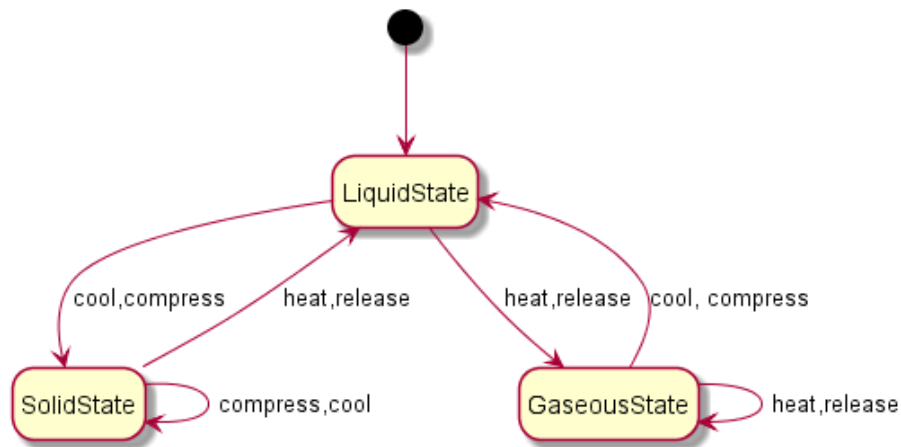 LiquidState
cool,compress
heat,release
heat,release
cool, compress
SolidState
compress,cool
GaseousState
heat,release